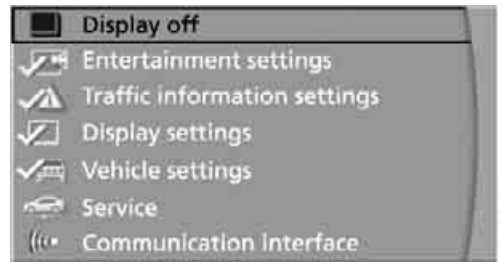 Display off
Entertainment settings
Traffic information settings
Display settings
Vehicle settings
Service
Communication interface